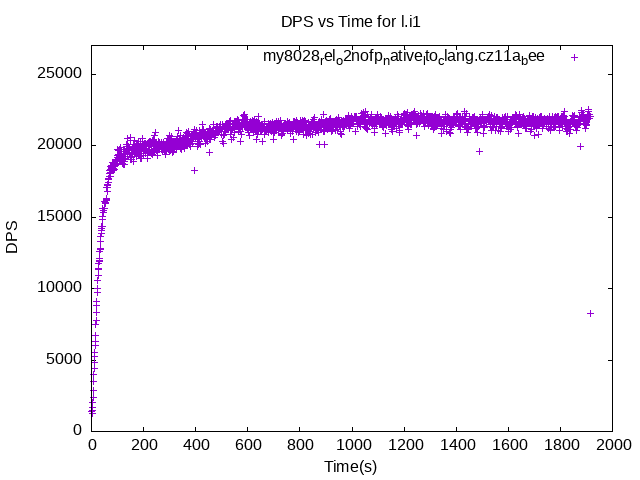 DPS vs Time for l.i1
my8028relo2nofpnativeltoclang.cz11abee
25000
20000
15000
10000
5000
0
DPS
0 200 400 600 800 1000 1200 1400 1600 1800 2000
Time(s)